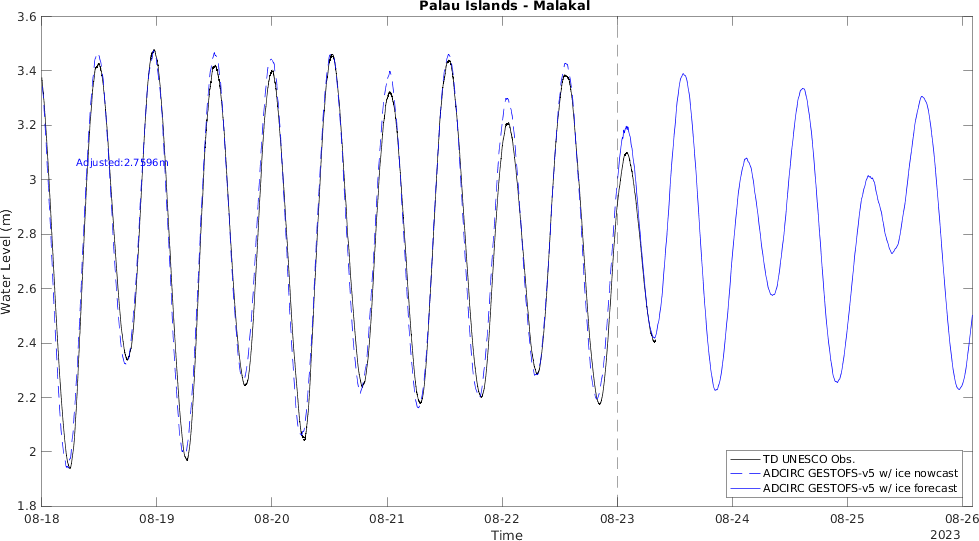 Palau Islands - Malakal
3.6
3.4
3.2
3
2.8
2.6
2.4
2.2
2
1.8
Water Level (m)
Adjusted:2.7596m
TD UNESCO Obs.
ADCIRC GESTOFS-v5 w/ ice nowcast
ADCIRC GESTOFS-v5 w/ ice forecast
08-18 08-19 08-20 08-21 08-22 08-23 08-24 08-25 08-26
Time
2023